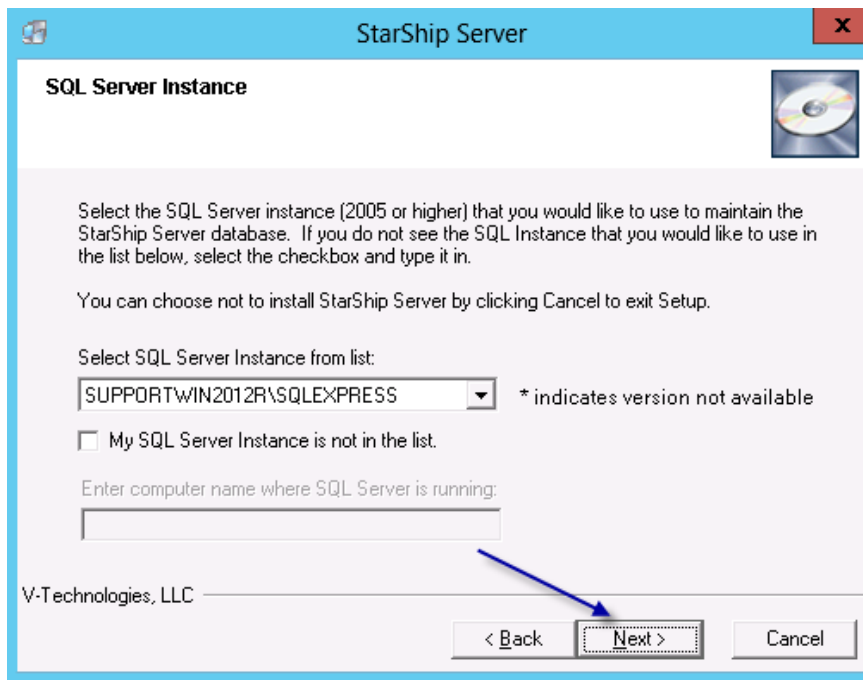 StarShip Server
x
SQL Server Instance
Select the SQL Server instance (2005 or higher) that you would like to use to maintain the
StarShip Server database.  If you do not see the SQL Instance that you would like to use in
the list below, select the checkbox and type it in.
You can choose not to install StarShip Server by clicking Cancel to exit Setup.
Select SQL Server Instance from list:
SUPPORTWIN2012R\SQLEXPRESS
* indicates version not available
My SQL Server Instance is not in the list.
Enter computer name where SQL Server is running:
V-Technologies, LLC
< Back
Next >
Cancel